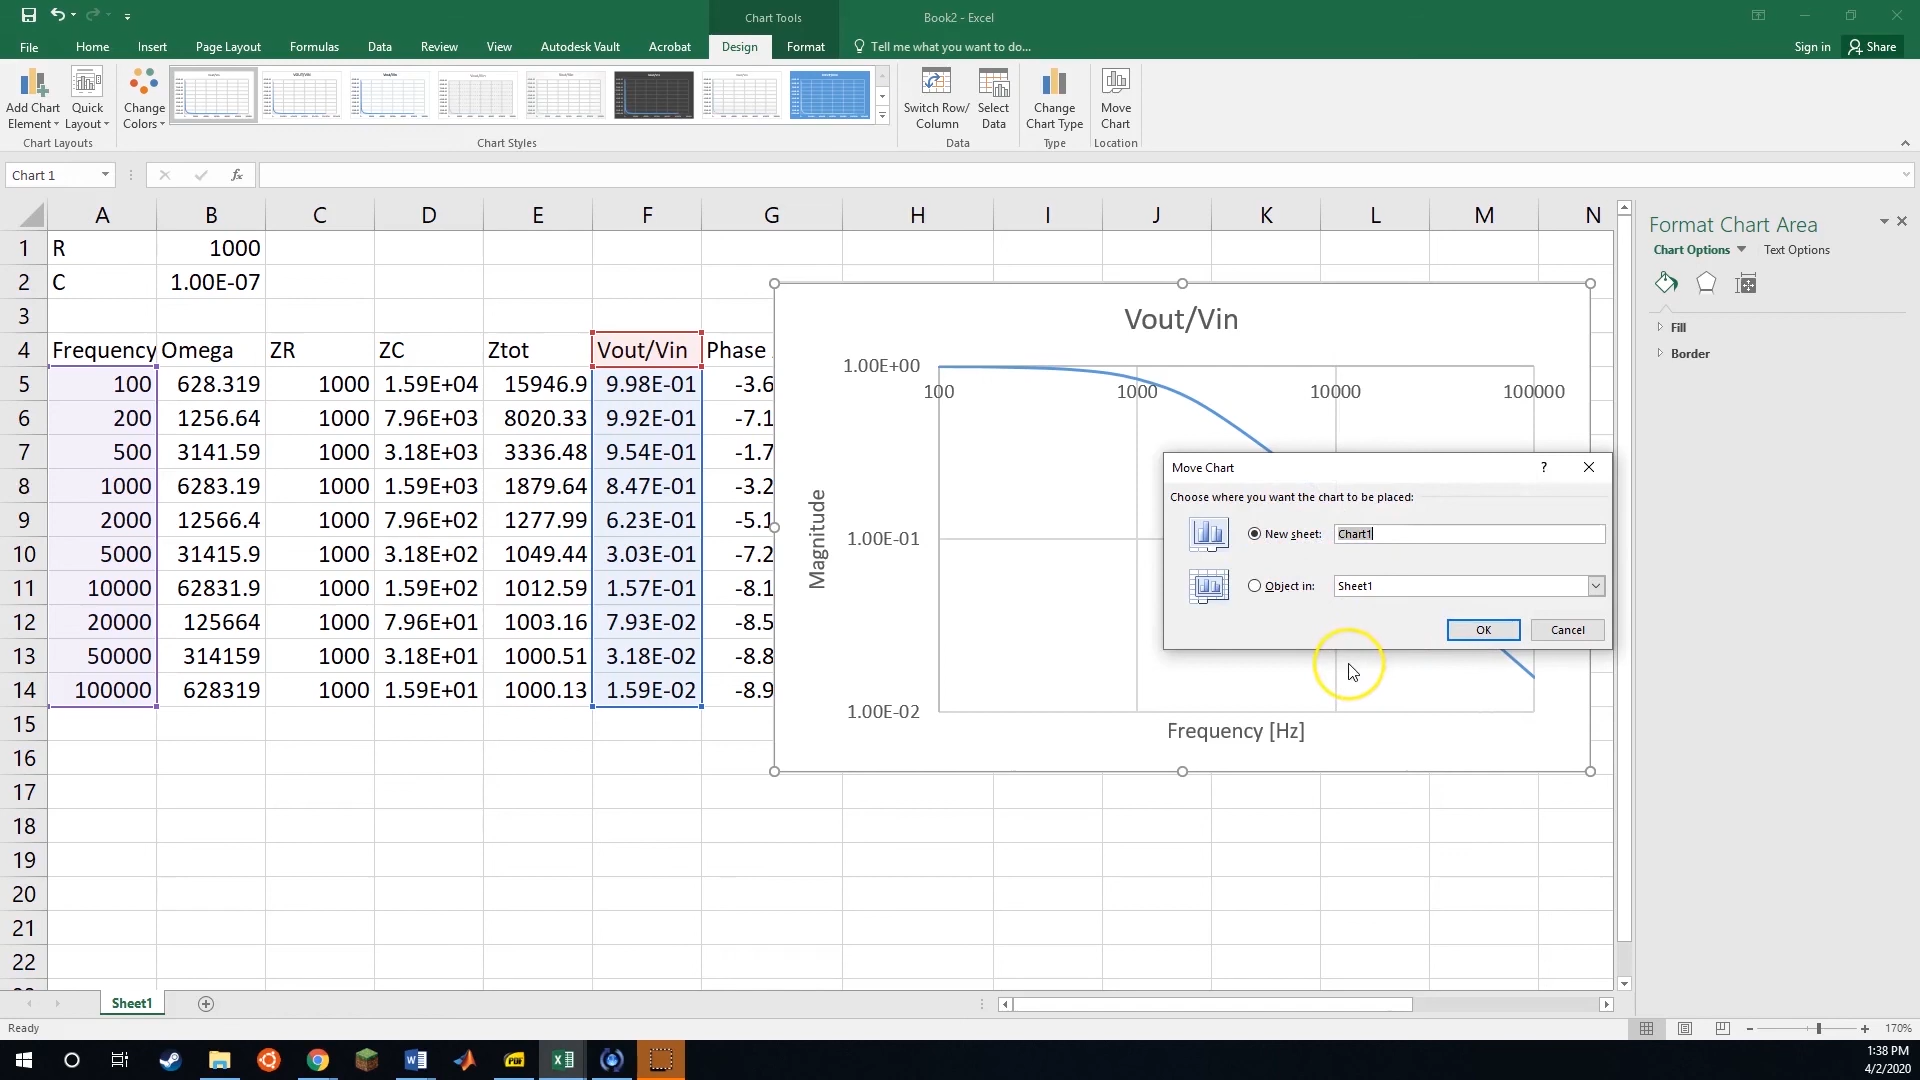 Chart Tools
Book2 - Excel
File Home Insert Page Layout Formulas Data Review View Autodesk Vault Acrobat Design Format Tell me what you want to do... Sign in Share
Add Chart Element
Quick Layout
Change Colors
Switch Row/ Column
Select Data
Change Chart Type
Move Chart
Chart Layouts Chart Styles Data Type Location
Chart 1 fx
A B C D E F G H I J K L M N
1 R 1000
2 C 1.00E-07
3
4 Frequency Omega ZR ZC Ztot Vout/Vin Phase
5 100 628.319 1000 1.59E+04 15946.9 9.98E-01 -3.6
6 200 1256.64 1000 7.96E+03 8020.33 9.92E-01 -7.1
7 500 3141.59 1000 3.18E+03 3336.48 9.54E-01 -1.7
8 1000 6283.19 1000 1.59E+03 1879.64 8.47E-01 -3.2
9 2000 12566.4 1000 7.96E+02 1277.99 6.23E-01 -5.1
10 5000 31415.9 1000 3.18E+02 1049.44 3.03E-01 -7.2
11 10000 62831.9 1000 1.59E+02 1012.59 1.57E-01 -8.1
12 20000 125664 1000 7.96E+01 1003.16 7.93E-02 -8.5
13 50000 314159 1000 3.18E+01 1000.51 3.18E-02 -8.8
14 100000 628319 1000 1.59E+01 1000.13 1.59E-02 -8.9
15
16
17
18
19
20
21
22
Vout/Vin
1.00E+00
100 1000 10000 100000
1.00E-01
1.00E-02
Magnitude
Frequency [Hz]
Move Chart ?
Choose where you want the chart to be placed:
New sheet: Chart1
Object in: Sheet1
OK Cancel
Format Chart Area
Chart Options Text Options
Fill
Border
Sheet1
Ready
170%
PDF
1:38 PM
4/2/2020